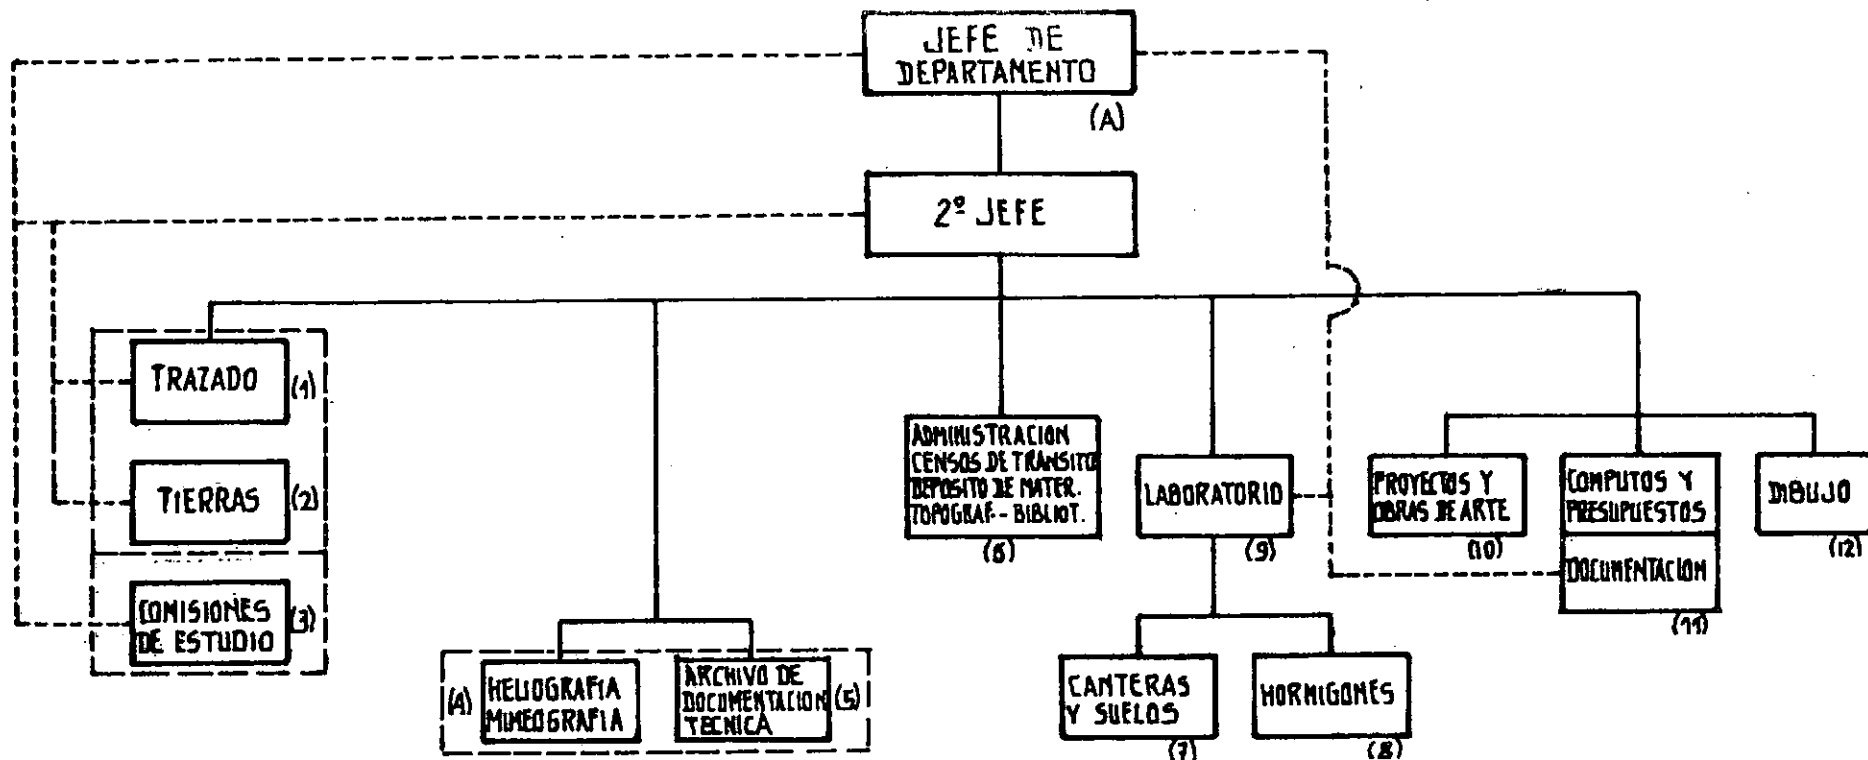 JEFE DE
DEPARTAMENTO
(A)
2º JEFE
TRAZADO
(1)
TIERRAS
(2)
COMISIONES
DE ESTUDIO
(3)
(4)
HELIOGRAFIA
MIMEOGRAFIA
ARCHIVO DE
DOCUMENTACION
TECNICA
(5)
ADMINISTRACION
CENSOS DE TRANSITO
DEPOSITO DE MATER.
TOPOGRAF.-BIBLIOT.
(6)
LABORATORIO
(9)
CANTERAS
Y SUELOS
(7)
HORMIGONES
(8)
PROYECTOS Y
OBRAS DE ARTE
(10)
COMPUTOS Y
PRESUPUESTOS
DOCUMENTACION
(11)
DIBUJO
(12)